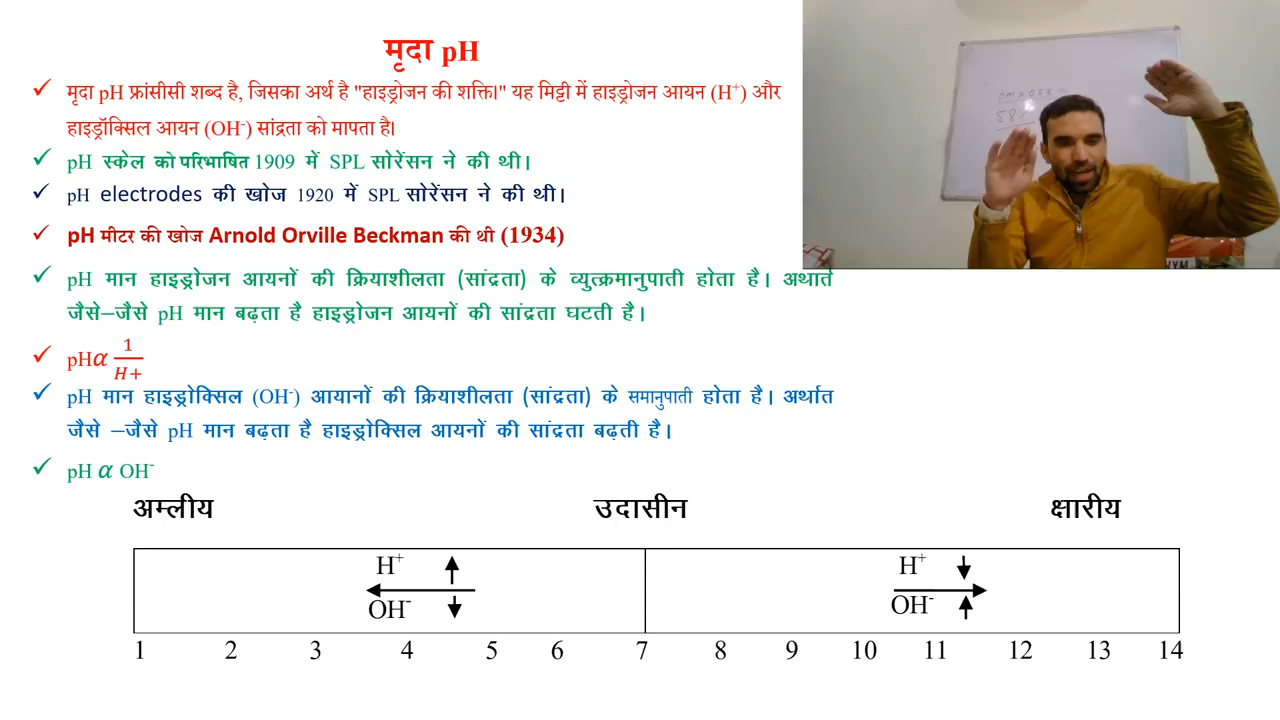 मृदा pH
✓ मृदा pH फ्रांसीसी शब्द है, जिसका अर्थ है "हाइड्रोजन की शक्ति।" यह मिट्टी में हाइड्रोजन आयन (H⁺) और
हाइड्रॉक्सिल आयन (OH⁻) सांद्रता को मापता है।
✓ pH स्केल को परिभाषित 1909 में SPL सोरेंसन ने की थी।
✓ pH electrodes की खोज 1920 में SPL सोरेंसन ने की थी।
✓ pH मीटर की खोज Arnold Orville Beckman की थी (1934)
✓ pH मान हाइड्रोजन आयनों की क्रियाशीलता (सांद्रता) के व्युत्क्रमानुपाती होता है। अथार्त
जैसे–जैसे pH मान बढ़ता है हाइड्रोजन आयनों की सांद्रता घटती है।
✓ pHα 1/H+
✓ pH मान हाइड्रोक्सिल (OH⁻) आयानों की क्रियाशीलता (सांद्रता) के समानुपाती होता है। अर्थात
जैसे –जैसे pH मान बढ़ता है हाइड्रोक्सिल आयनों की सांद्रता बढ़ती है।
✓ pH α OH⁻
अम्लीय उदासीन क्षारीय
H⁺ ↑ H⁺ ↓
OH⁻ ↓ OH⁻ ↑
1 2 3 4 5 6 7 8 9 10 11 12 13 14